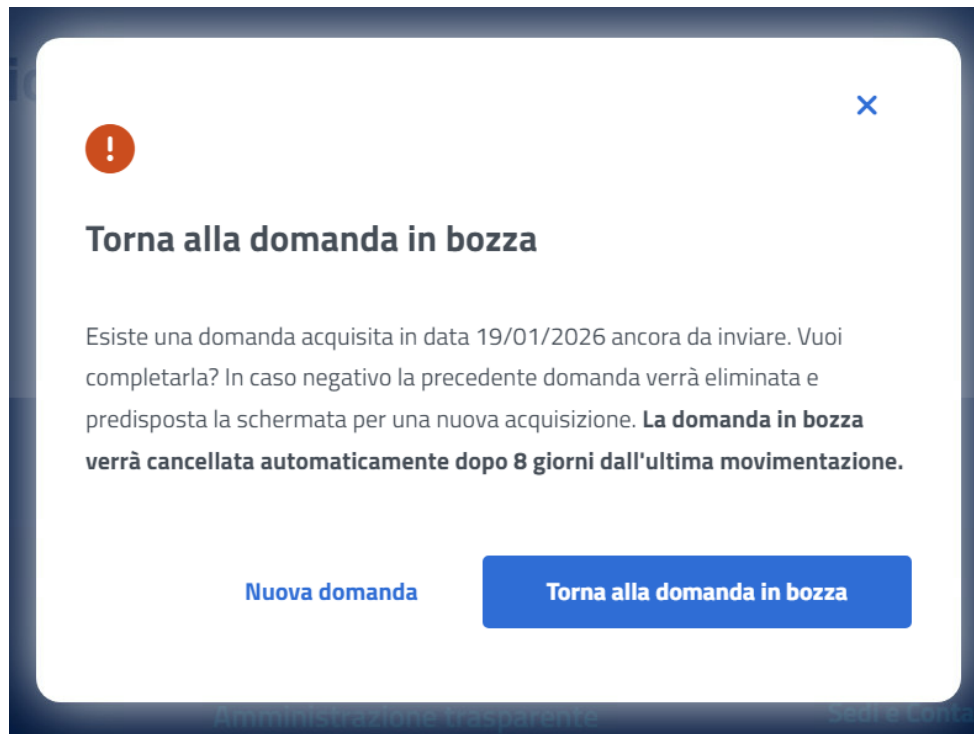 Torna alla domanda in bozza
Esiste una domanda acquisita in data 19/01/2026 ancora da inviare. Vuoi
completarla? In caso negativo la precedente domanda verrà eliminata e
predisposta la schermata per una nuova acquisizione. La domanda in bozza
verrà cancellata automaticamente dopo 8 giorni dall'ultima movimentazione.
Nuova domanda
Torna alla domanda in bozza
Amministrazione trasparente
Sedi e Conta